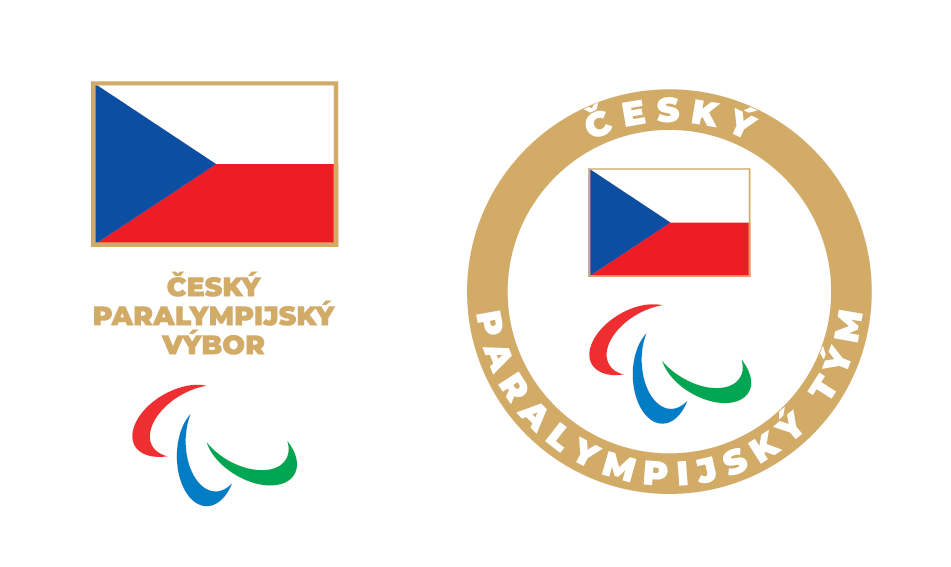 ČESKÝ
PARALYMPIJSKÝ
VÝBOR
ČESKÝ
PARALYMPIJSKÝ TÝM